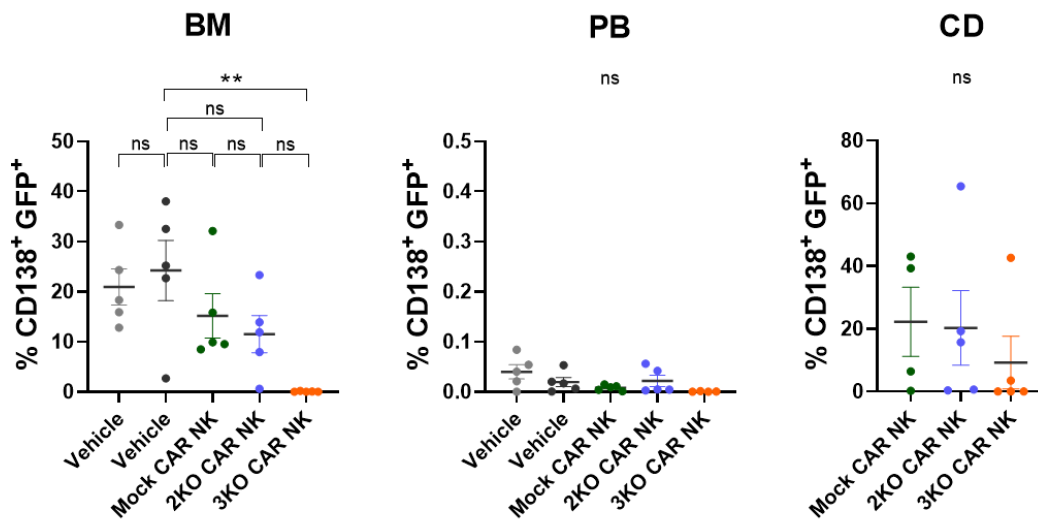 BM
**
ns
ns ns ns ns
% CD138+ GFP+
50
40
30
20
10
0
Vehicle
Vehicle
Mock CAR NK
2KO CAR NK
3KO CAR NK
PB
ns
% CD138+ GFP+
0.5
0.4
0.3
0.2
0.1
0.0
Vehicle
Vehicle
Mock CAR NK
2KO CAR NK
3KO CAR NK
CD
ns
% CD138+ GFP+
80
60
40
20
0
Mock CAR NK
2KO CAR NK
3KO CAR NK